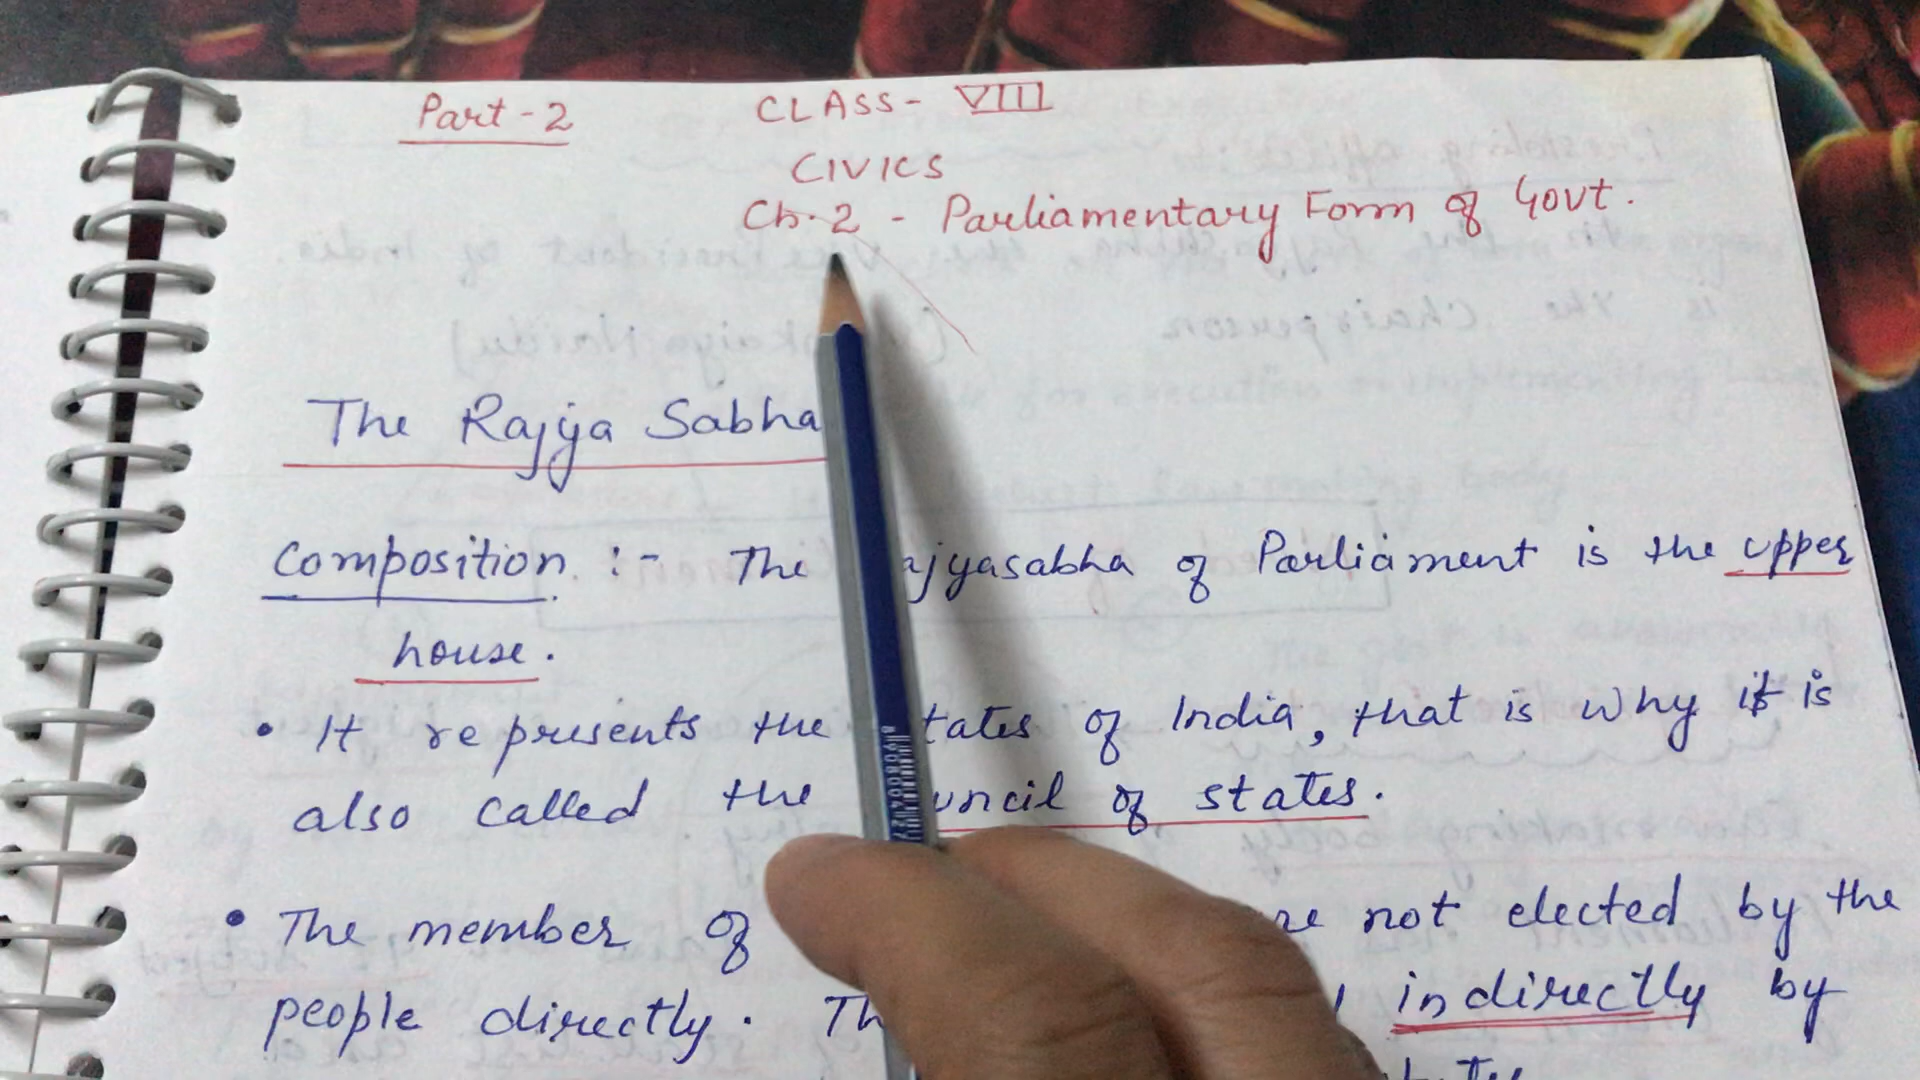 Part-2
CLASS- VIII
CIVICS
Ch.2 - Parliamentary Form of Govt.
The Rajya Sabha
Composition :- The ajyasabha of Parliament is the upper
house.
• It represents the tates of India, that is why it is
also called the uncil of states.
• The member of re not elected by the
people directly. Th indirectly by